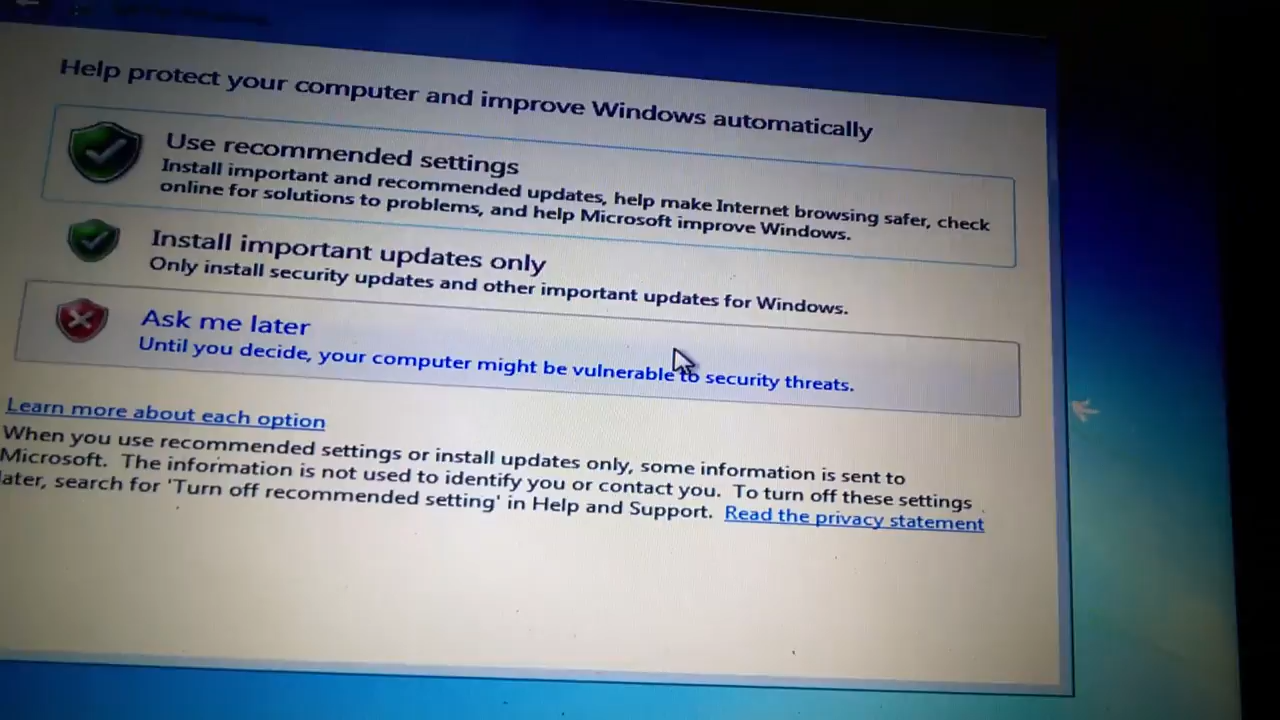 Help protect your computer and improve Windows automatically
Use recommended settings
Install important and recommended updates, help make Internet browsing safer, check
online for solutions to problems, and help Microsoft improve Windows.
Install important updates only
Only install security updates and other important updates for Windows.
Ask me later
Until you decide, your computer might be vulnerable to security threats.
Learn more about each option
When you use recommended settings or install updates only, some information is sent to
Microsoft. The information is not used to identify you or contact you. To turn off these settings
later, search for 'Turn off recommended setting' in Help and Support. Read the privacy statement